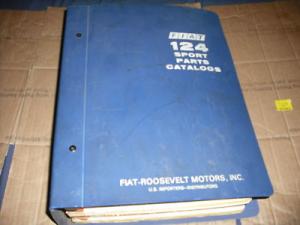 FIAT
124
SPORT
PARTS
CATALOGS
FIAT-ROOSEVELT MOTORS, INC.
U.S. IMPORTERS-DISTRIBUTORS